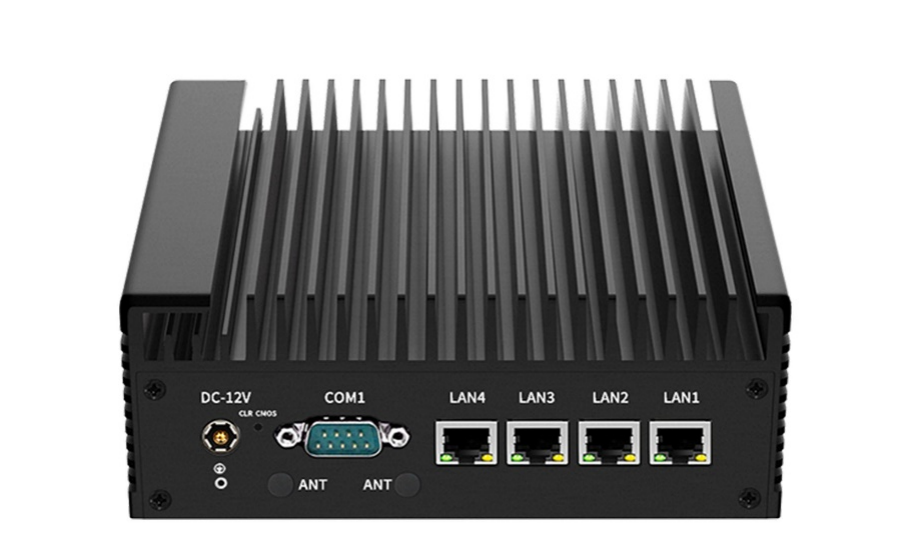 DC-12V
COM1
LAN4
LAN3
LAN2
LAN1
CLR CMOS
ANT
ANT